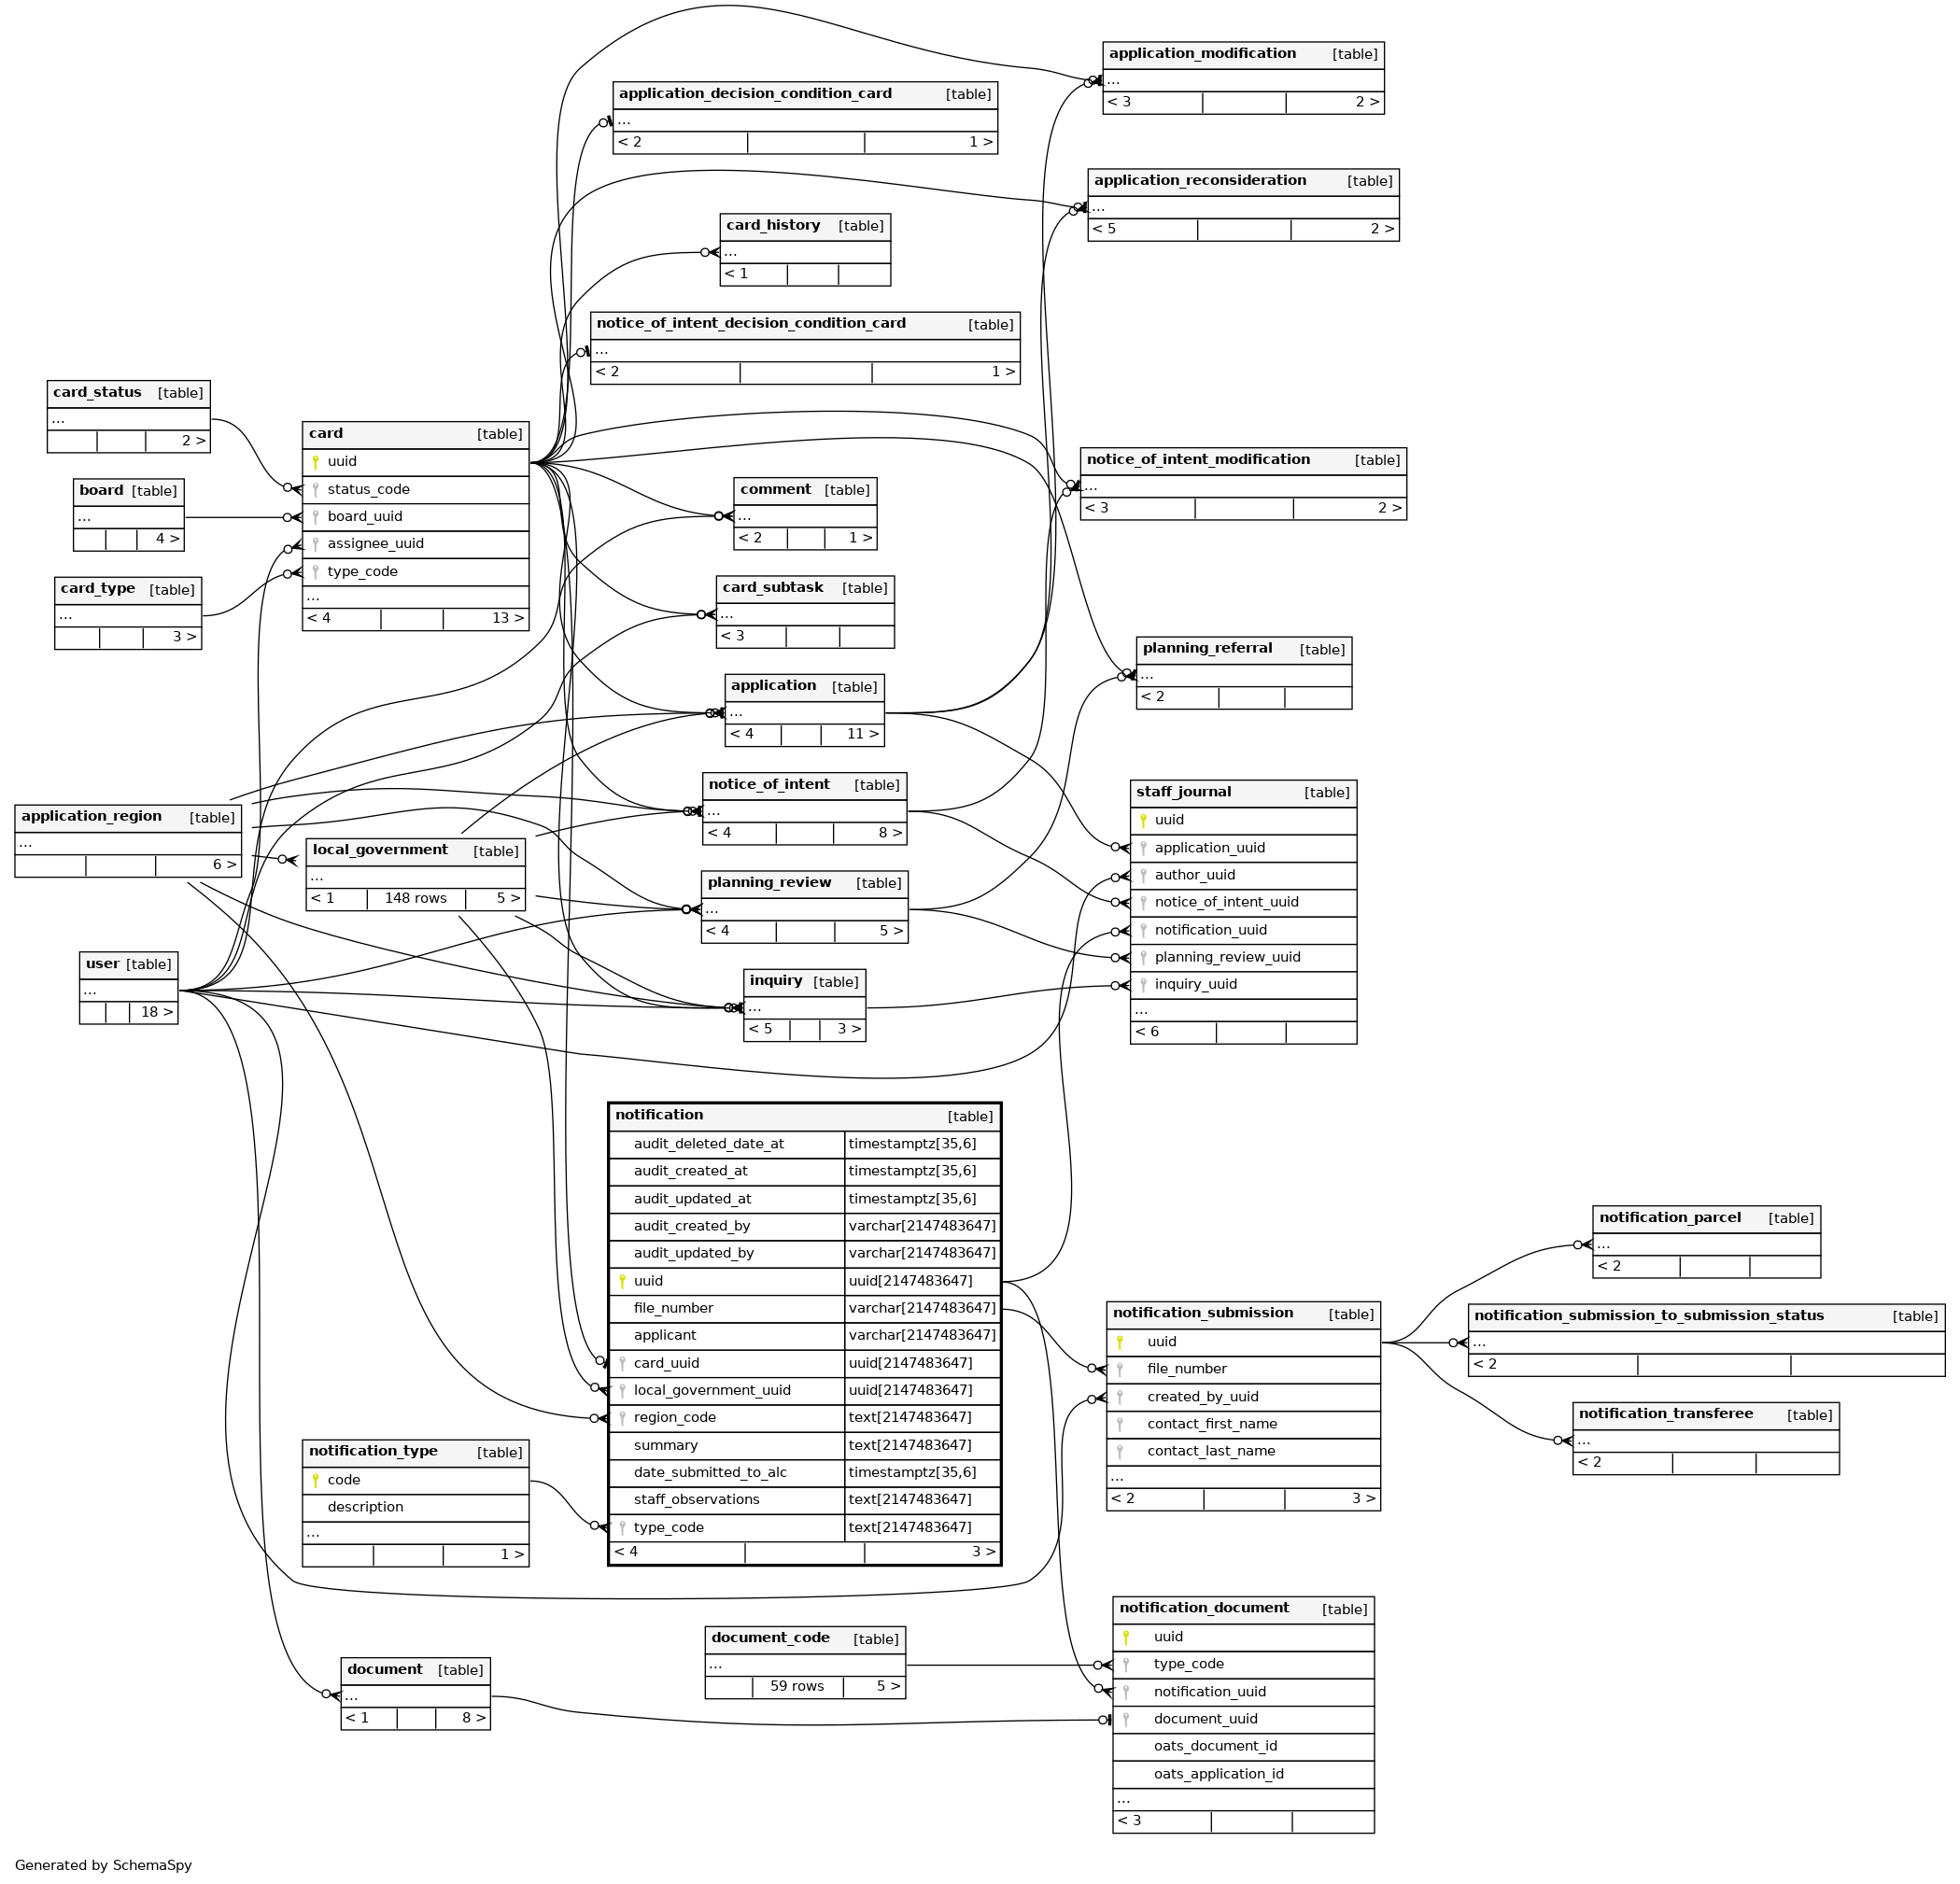 application_modification [table]
...
< 3 2 >
application_decision_condition_card [table]
...
< 2 1 >
application_reconsideration [table]
...
< 5 2 >
card_history [table]
...
< 1
notice_of_intent_decision_condition_card [table]
...
< 2 1 >
card_status [table]
...
2 >
card [table]
uuid
status_code
board_uuid
assignee_uuid
type_code
...
< 4 13 >
notice_of_intent_modification [table]
...
< 3 2 >
board [table]
...
4 >
comment [table]
...
< 2 1 >
card_type [table]
...
3 >
card_subtask [table]
...
< 3
planning_referral [table]
...
< 2
application [table]
...
< 4 11 >
notice_of_intent [table]
...
< 4 8 >
staff_journal [table]
uuid
application_uuid
author_uuid
notice_of_intent_uuid
notification_uuid
planning_review_uuid
inquiry_uuid
...
< 6
application_region [table]
...
6 >
local_government [table]
...
< 1 148 rows 5 >
planning_review [table]
...
< 4 5 >
user [table]
...
18 >
inquiry [table]
...
< 5 3 >
notification [table]
audit_deleted_date_at timestamptz[35,6]
audit_created_at timestamptz[35,6]
audit_updated_at timestamptz[35,6]
audit_created_by varchar[2147483647]
audit_updated_by varchar[2147483647]
uuid uuid[2147483647]
file_number varchar[2147483647]
applicant varchar[2147483647]
card_uuid uuid[2147483647]
local_government_uuid uuid[2147483647]
region_code text[2147483647]
summary text[2147483647]
date_submitted_to_alc timestamptz[35,6]
staff_observations text[2147483647]
type_code text[2147483647]
< 4 3 >
notification_parcel [table]
...
< 2
notification_submission [table]
uuid
file_number
created_by_uuid
contact_first_name
contact_last_name
...
< 2 3 >
notification_submission_to_submission_status [table]
...
< 2
notification_transferee [table]
...
< 2
notification_type [table]
code
description
...
1 >
notification_document [table]
uuid
type_code
notification_uuid
document_uuid
oats_document_id
oats_application_id
...
< 3
document_code [table]
...
59 rows 5 >
document [table]
...
< 1 8 >
Generated by SchemaSpy